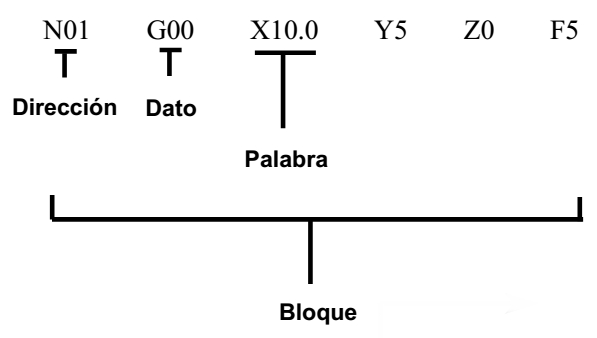 N01 G00 X10.0 Y5 Z0 F5
Dirección Dato
Palabra
Bloque